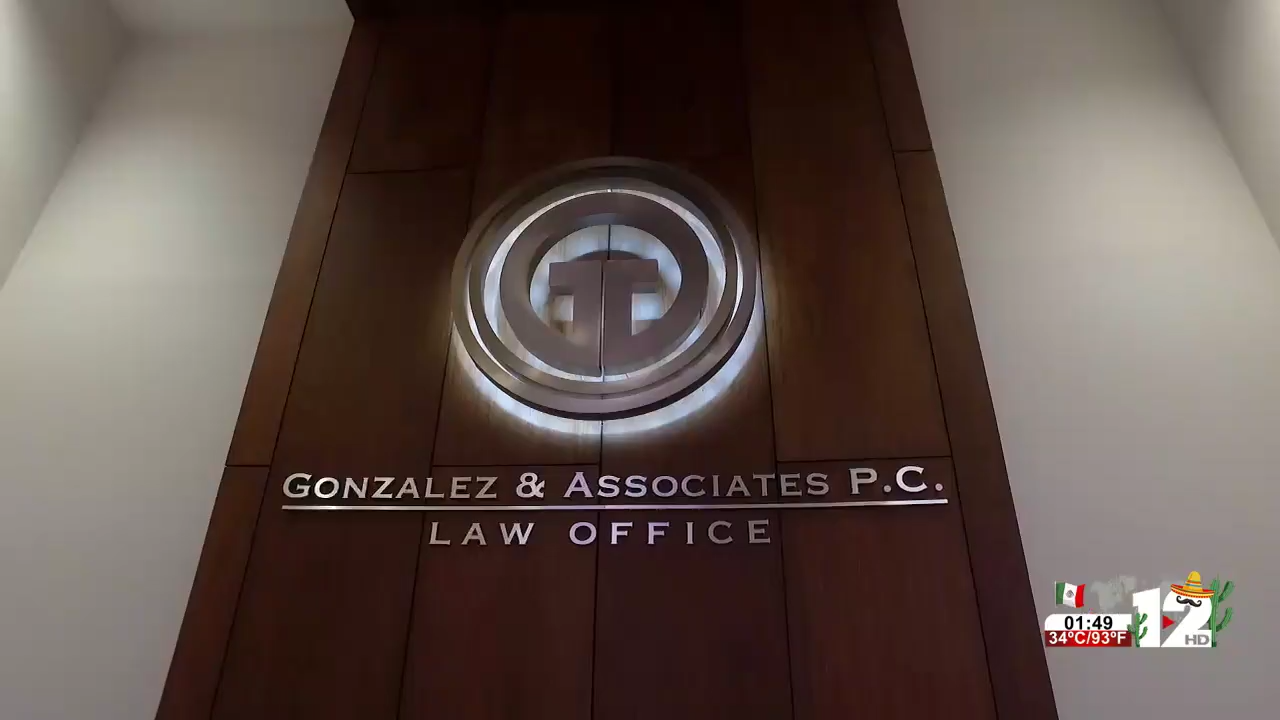 GONZALEZ & ASSOCIATES P.C.
LAW OFFICE
01:49
34°C/93°F
12
HD